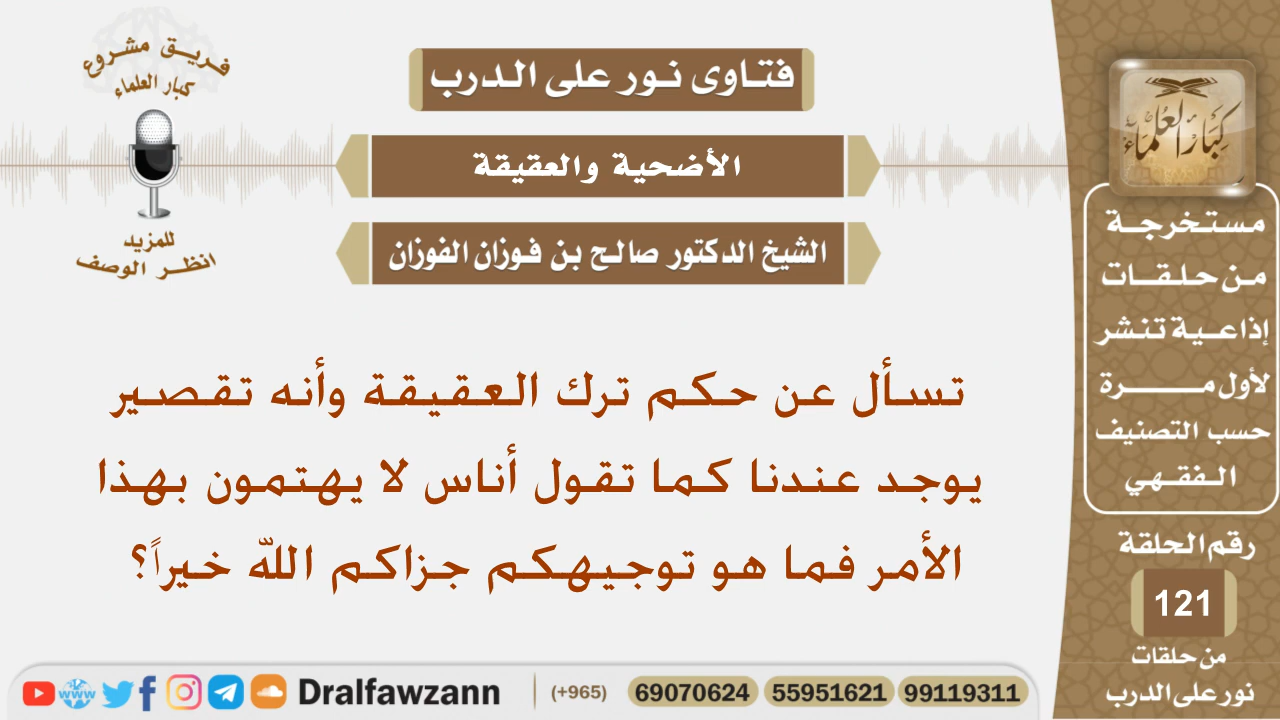 فريق مشروع
كبار العلماء
للمزيد
انظر الوصف
فتاوى نور على الدرب
الأضحية والعقيقة
الشيخ الدكتور صالح بن فوزان الفوزان
تسأل عن حكم ترك العقيقة وأنه تقصير
يوجد عندنا كما تقول أناس لا يهتمون بهذا
الأمر فما هو توجيهكم جزاكم الله خيراً؟
كبار العلماء
مستخرجة
من حلقات
إذاعية تنشر
لأول مرة
حسب التصنيف
الفقهي
رقم الحلقة
121
من حلقات
نور على الدرب
www
Dralfawzann
(+965) 69070624 55951621 99119311